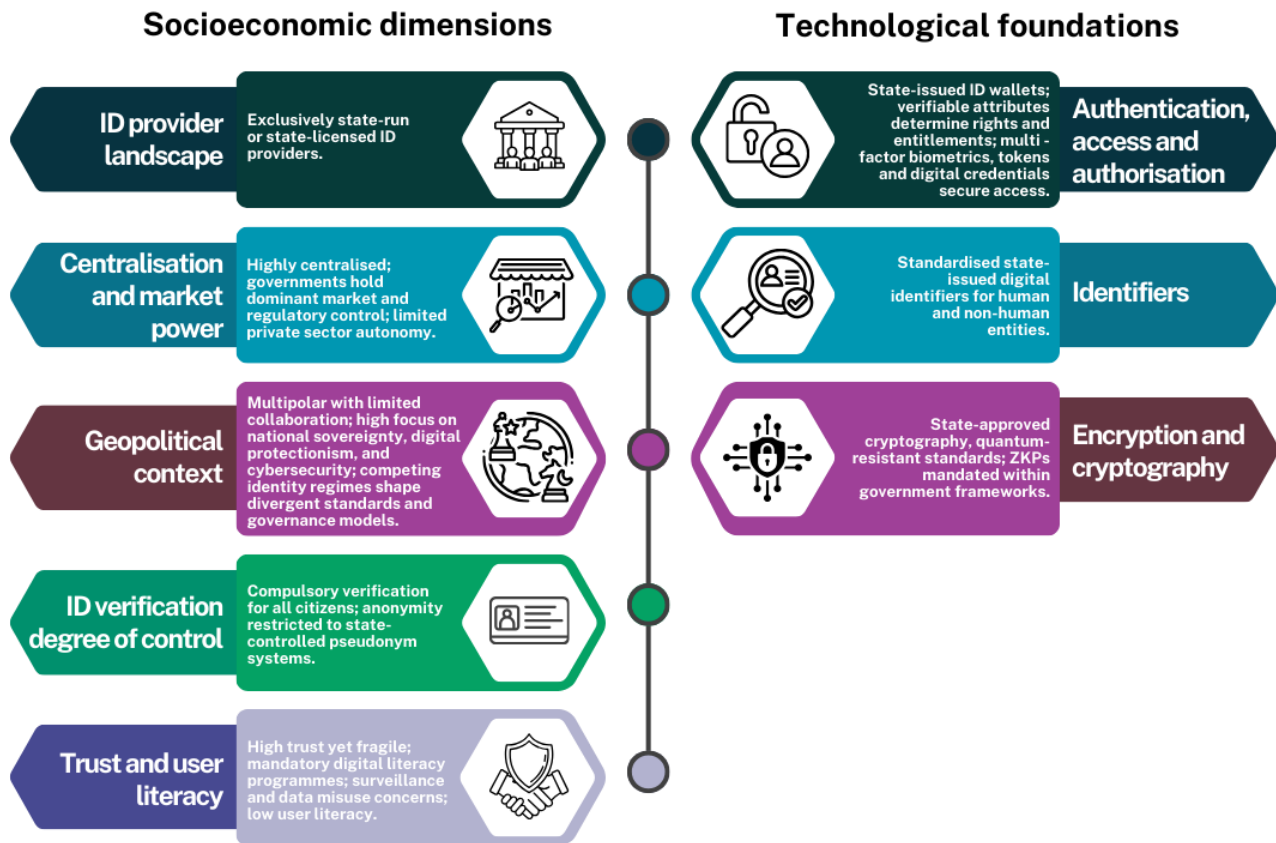 Socioeconomic dimensions
ID provider
landscape
Exclusively state-run
or state-licensed ID
providers.
Centralisation
and market
power
Highly centralised;
governments hold
dominant market and
regulatory control; limited
private sector autonomy.
Geopolitical
context
Multipolar with limited
collaboration; high focus on
national sovereignty, digital
protectionism, and
cybersecurity; competing
identity regimes shape
divergent standards and
governance models.
ID verification
degree of control
Compulsory verification
for all citizens; anonymity
restricted to state-
controlled pseudonym
systems.
Trust and user
literacy
High trust yet fragile;
mandatory digital literacy
programmes; surveillance
and data misuse concerns;
low user literacy.
Technological foundations
State-issued ID wallets;
verifiable attributes
determine rights and
entitlements; multi -
factor biometrics, tokens
and digital credentials
secure access.
Authentication,
access and
authorisation
Standardised state-
issued digital
identifiers for human
and non-human
entities.
Identifiers
State-approved
cryptography, quantum-
resistant standards; ZKPs
mandated within
government frameworks.
Encryption and
cryptography